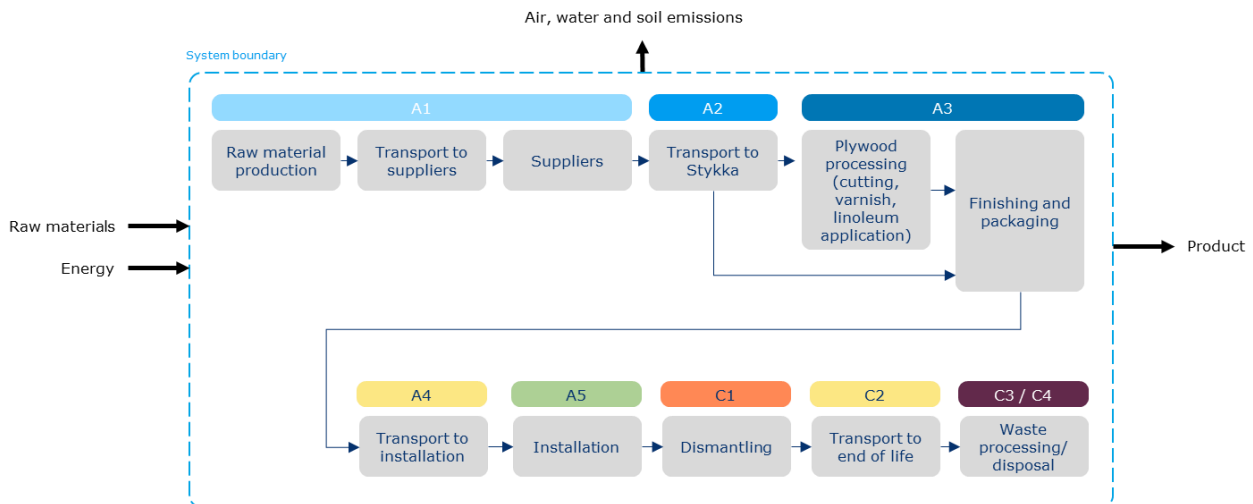 Air, water and soil emissions
System boundary
A1
A2
A3
Raw material
production
Transport to
suppliers
Suppliers
Transport to
Stykka
Plywood
processing
(cutting,
varnish,
linoleum
application)
Finishing and
packaging
Raw materials
Energy
Product
A4
A5
C1
C2
C3 / C4
Transport to
installation
Installation
Dismantling
Transport to
end of life
Waste
processing/
disposal